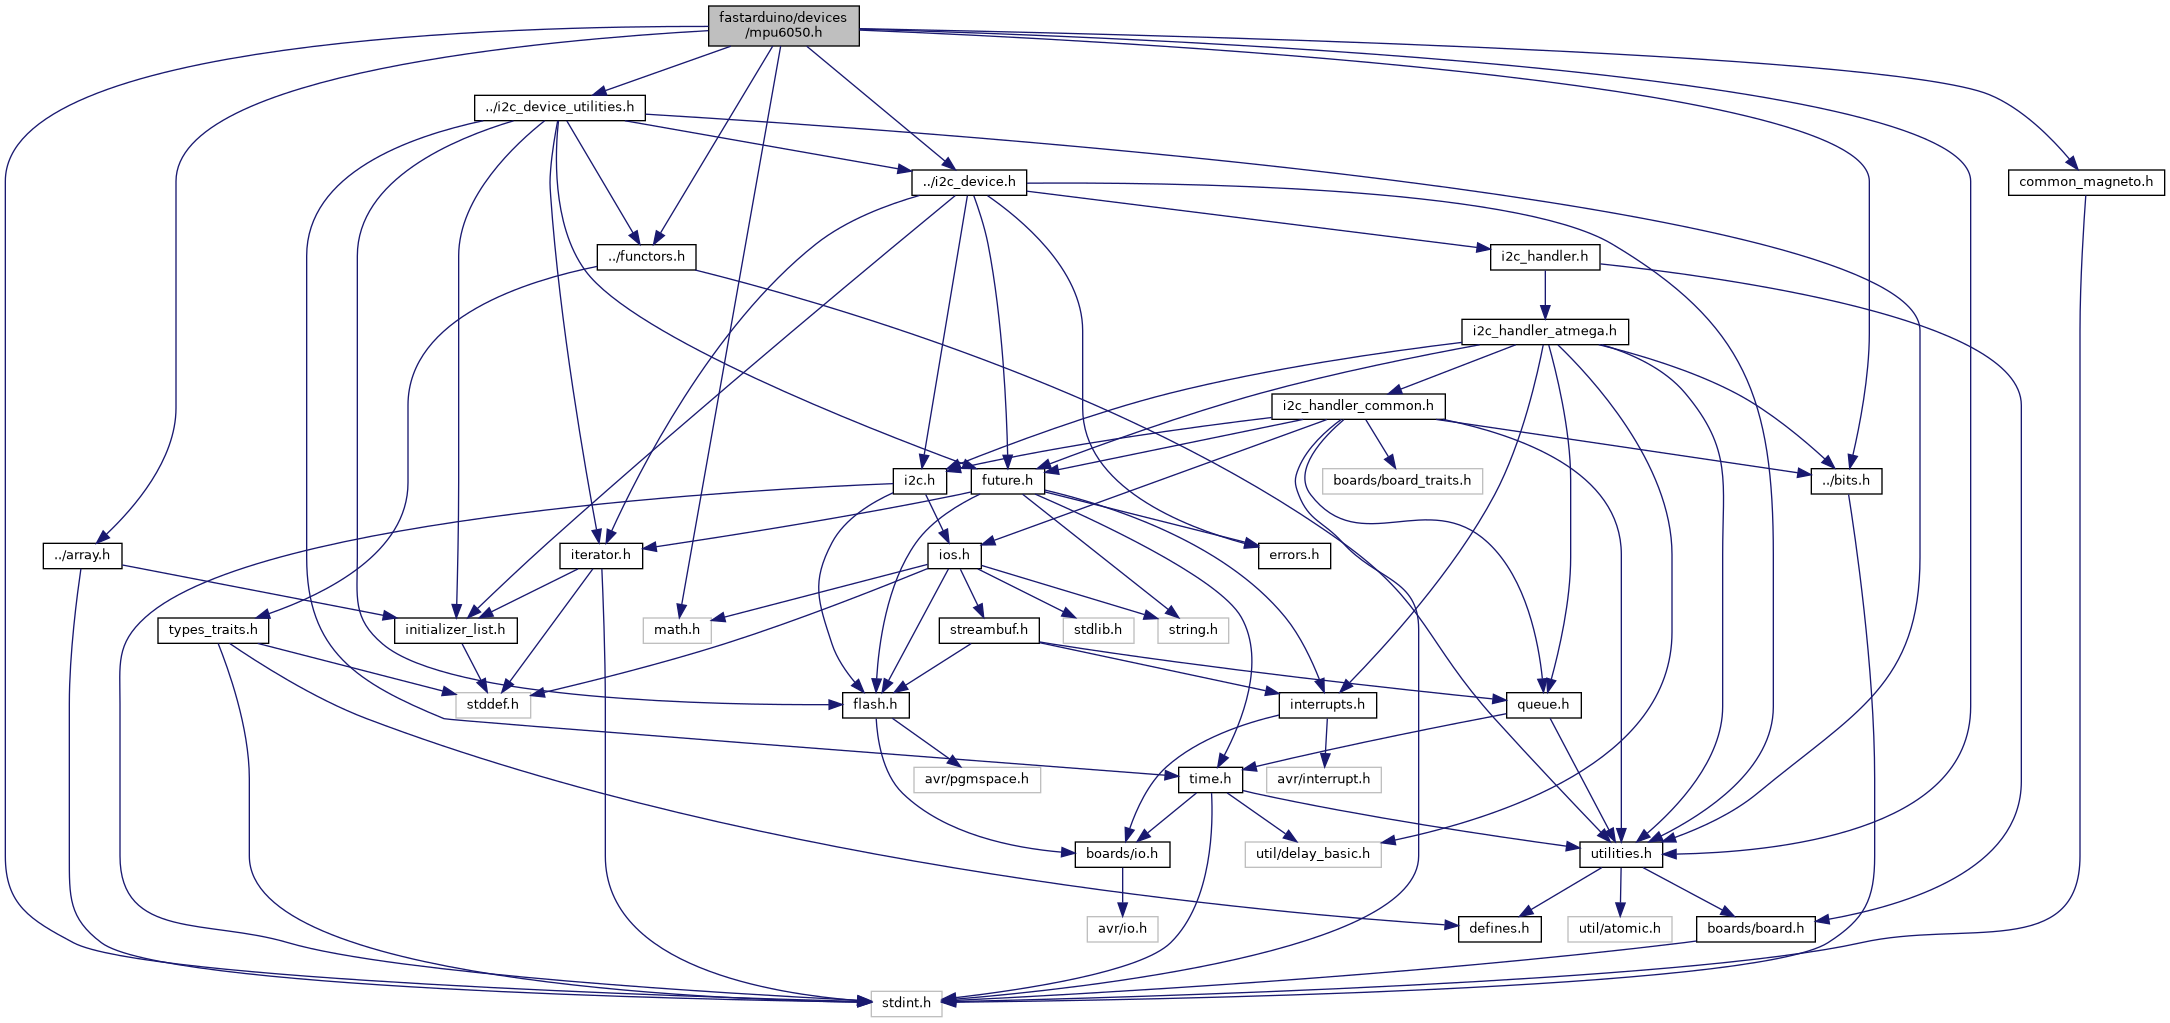 fastarduino/devices
/mpu6050.h
../i2c_device_utilities.h
../i2c_device.h
common_magneto.h
../functors.h
i2c_handler.h
i2c_handler_atmega.h
i2c_handler_common.h
i2c.h
future.h
boards/board_traits.h
../bits.h
../array.h
iterator.h
ios.h
errors.h
types_traits.h
initializer_list.h
math.h
streambuf.h
stdlib.h
string.h
stddef.h
flash.h
interrupts.h
queue.h
avr/pgmspace.h
time.h
avr/interrupt.h
boards/io.h
util/delay_basic.h
utilities.h
avr/io.h
defines.h
util/atomic.h
boards/board.h
stdint.h